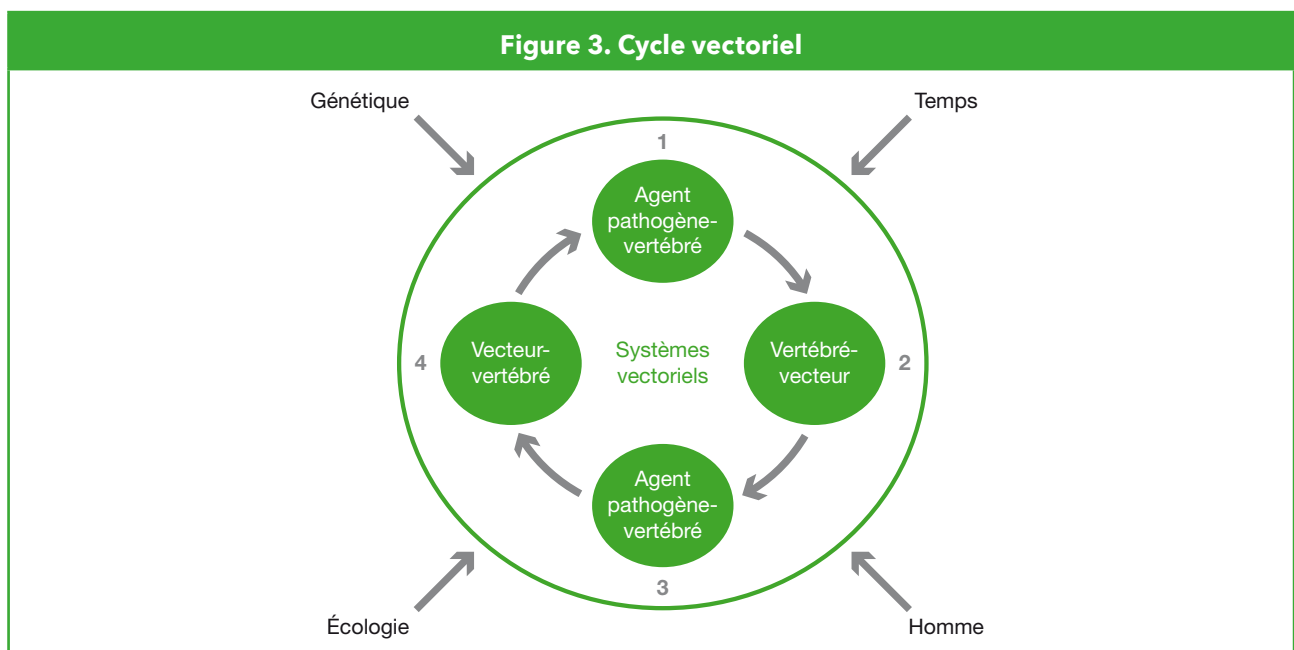 Figure 3. Cycle vectoriel
Génétique
Temps
1
Agent
pathogène-
vertébré
4
Vecteur-
vertébré
Systèmes
vectoriels
Vertébré-
vecteur
2
Agent
pathogène-
vertébré
3
Écologie
Homme